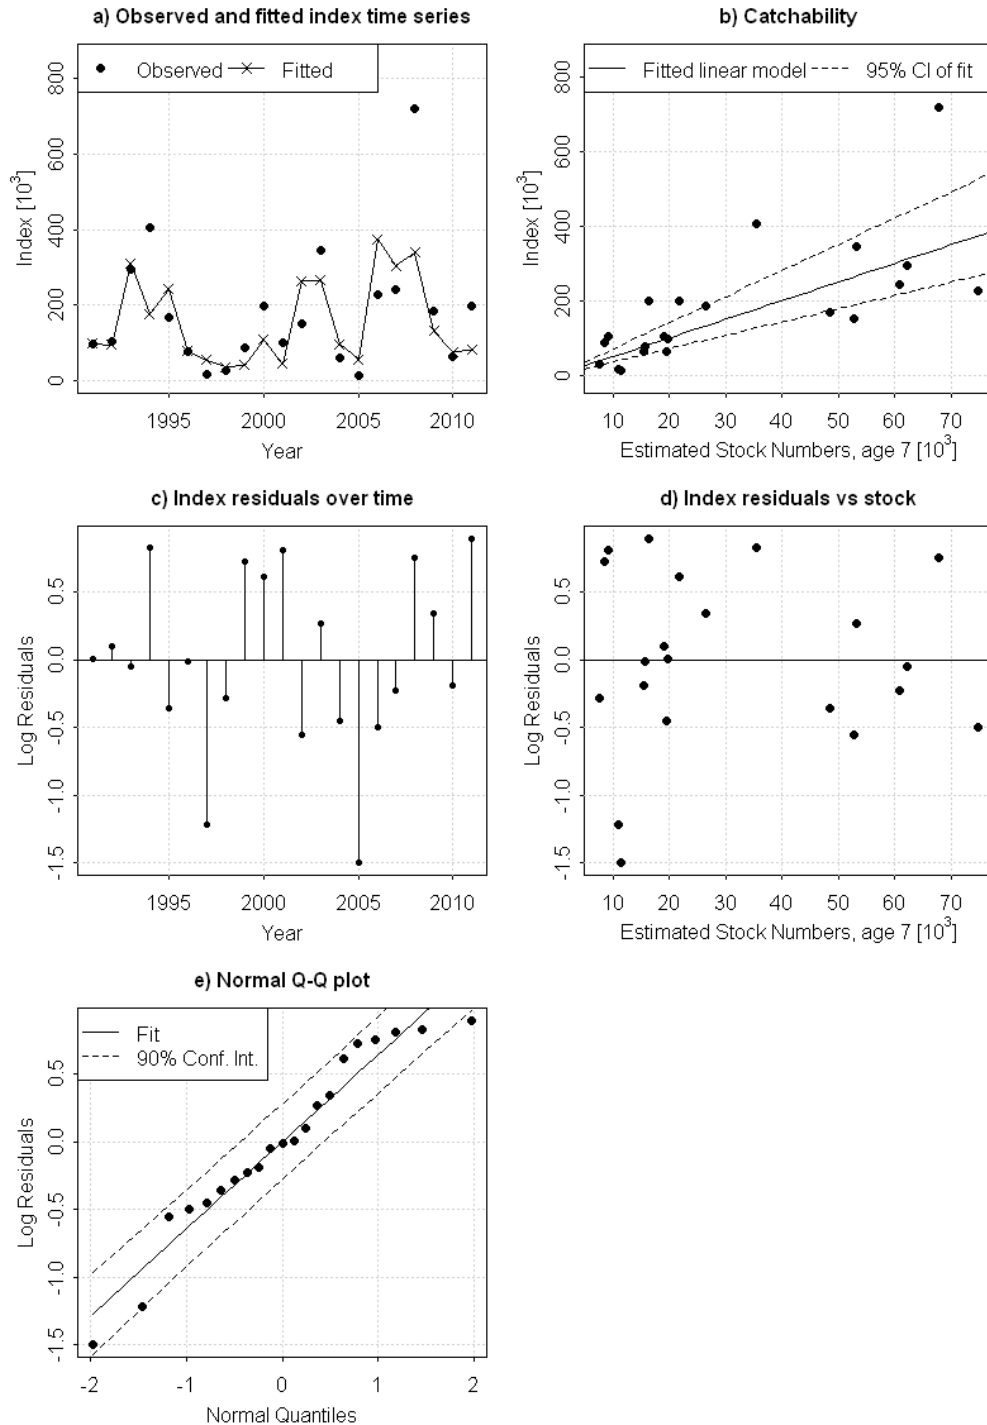 a) Observed and fitted index time series
Observed Fitted
Index [10³]
0 200 400 600 800
1995 2000 2005 2010
Year
b) Catchability
Fitted linear model 95% CI of fit
Index [10³]
0 200 400 600 800
10 20 30 40 50 60 70
Estimated Stock Numbers, age 7 [10³]
c) Index residuals over time
Log Residuals
-1.5 -1.0 -0.5 0.0 0.5
1995 2000 2005 2010
Year
d) Index residuals vs stock
Log Residuals
-1.5 -1.0 -0.5 0.0 0.5
10 20 30 40 50 60 70
Estimated Stock Numbers, age 7 [10³]
e) Normal Q-Q plot
Fit
90% Conf. Int.
Log Residuals
-1.5 -1.0 -0.5 0.0 0.5
-2 -1 0 1 2
Normal Quantiles